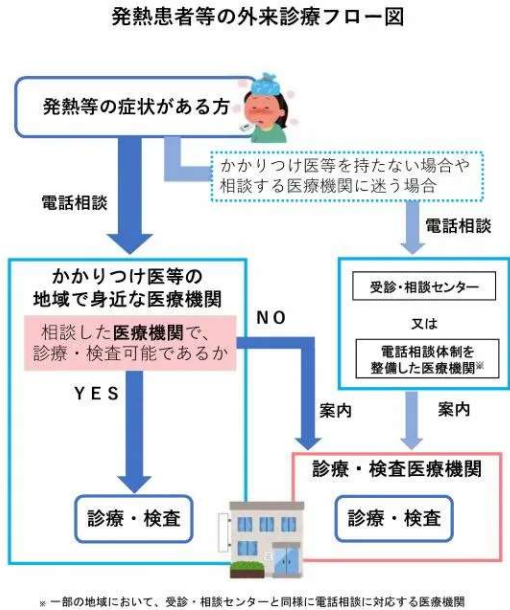 発熱患者等の外来診療フロー図
発熱等の症状がある方
かかりつけ医等を持たない場合や
相談する医療機関に迷う場合
電話相談
電話相談
かかりつけ医等の
地域で身近な医療機関
相談した医療機関で、
診療・検査可能であるか
NO
YES
受診・相談センター
又は
電話相談体制を
整備した医療機関※
案内
案内
診療・検査
診療・検査医療機関
診療・検査
※ 一部の地域において、受診・相談センターと同様に電話相談に対応する医療機関